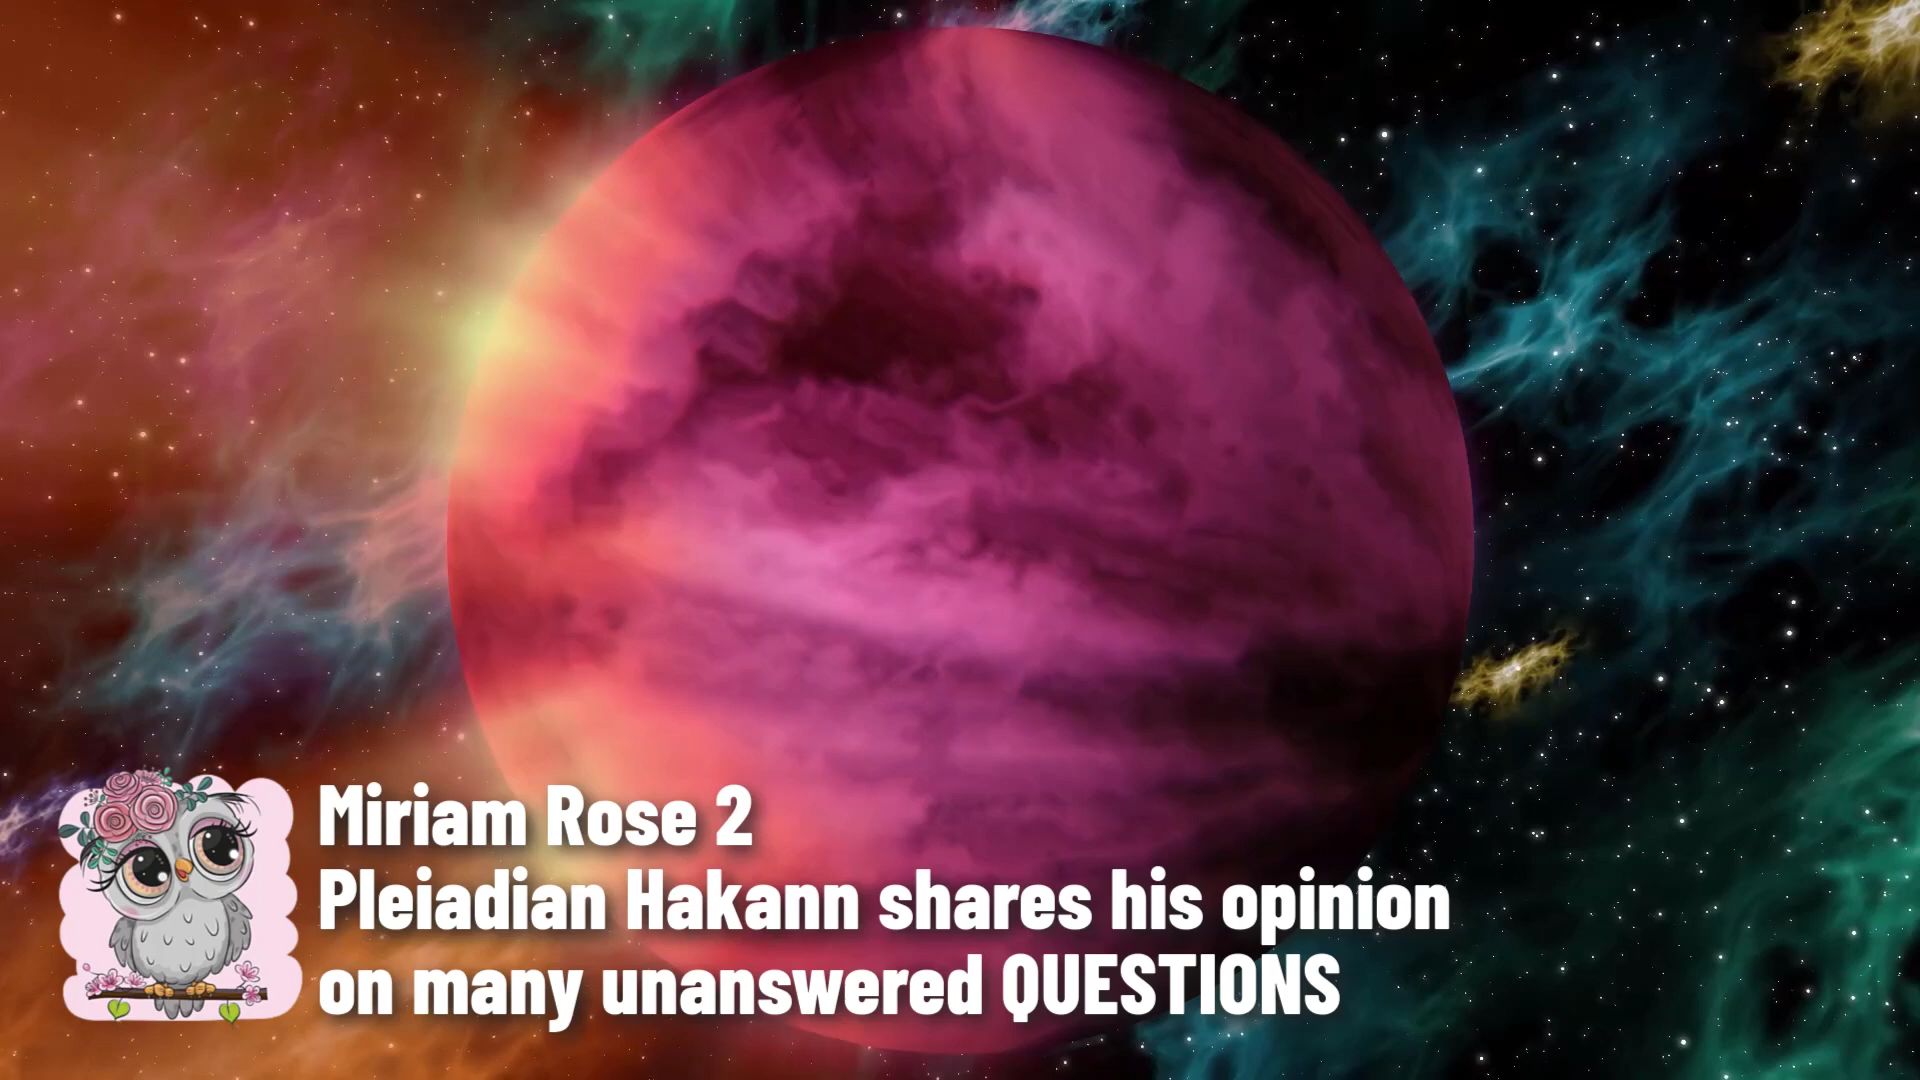 Miriam Rose 2
Pleiadian Hakann shares his opinion
on many unanswered QUESTIONS